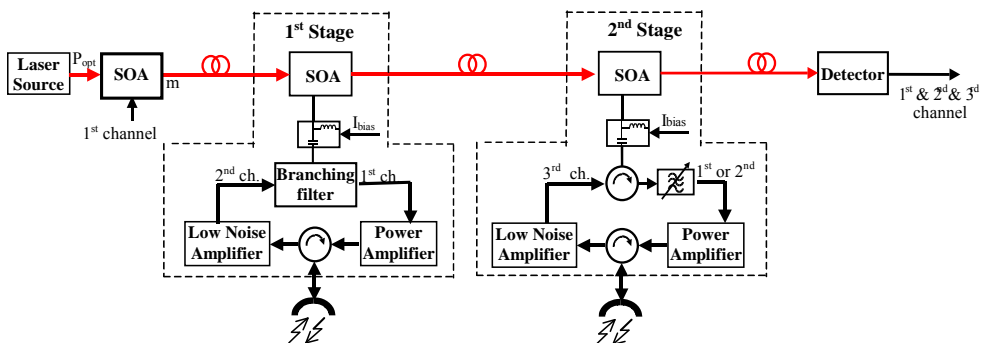 1st Stage
2nd Stage
Laser
Source
Popt
SOA
m
SOA
SOA
Detector
1st & 2nd & 3rd
channel
1st channel
Ibias
Ibias
2nd ch.
Branching
filter
1st ch
3rd ch.
1st or 2nd
Low Noise
Amplifier
Power
Amplifier
Low Noise
Amplifier
Power
Amplifier